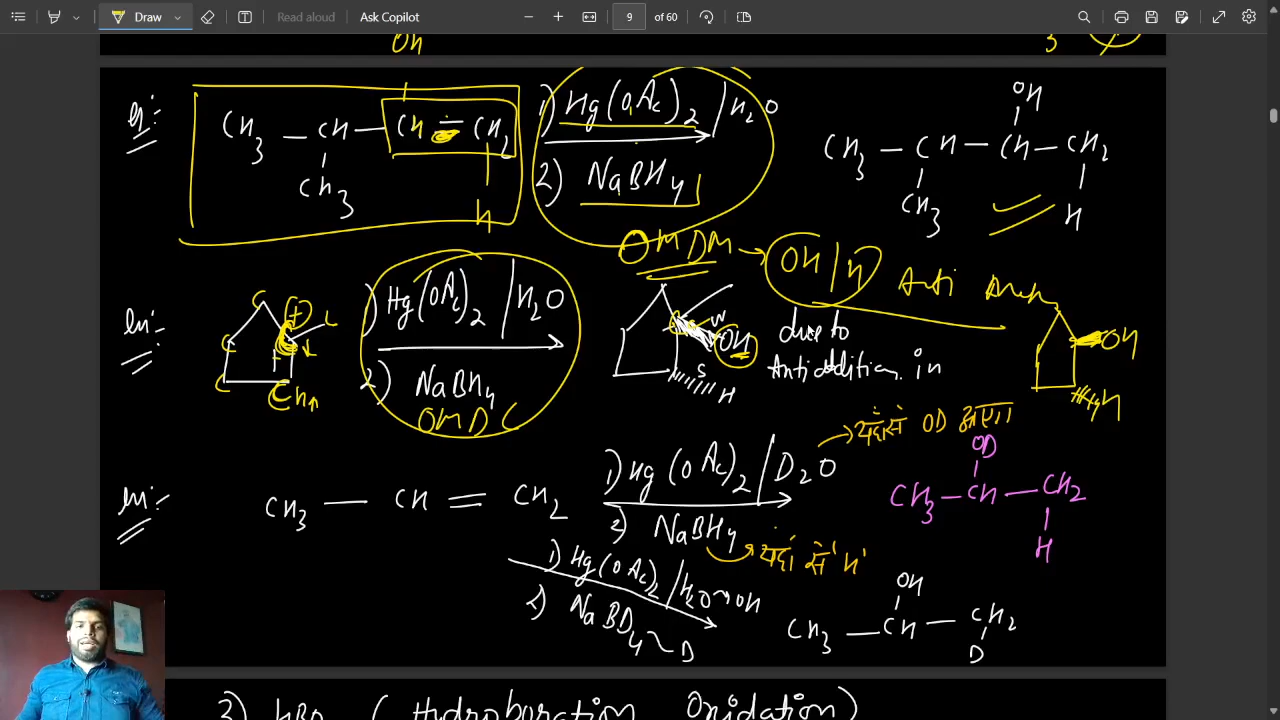 Draw
Read aloud
Ask Copilot
9
of 60
OH
3
CH3 — CH — CH = CH2
CH3
H
1) Hg(OAc)2 / H2O
2) NaBH4
OH
CH3 — CH — CH — CH2
CH3
H
OMDM → OH/H Anti
C
C
C
CH
+
1) Hg(OAc)2 / H2O
2) NaBH4
OMDC
OH
H
due to
Anti addition in
OH
H
CH3 — CH = CH2
1) Hg(OAc)2 / D2O
2) NaBH4
यहाँ से OD आएगा
यहाँ से 'H'
OD
CH3 — CH — CH2
H
1) Hg(OAc)2 / H2O → OH
2) NaBD4
D
OH
CH3 — CH — CH2
D
3) HBO (Hydroboration Oxidation)